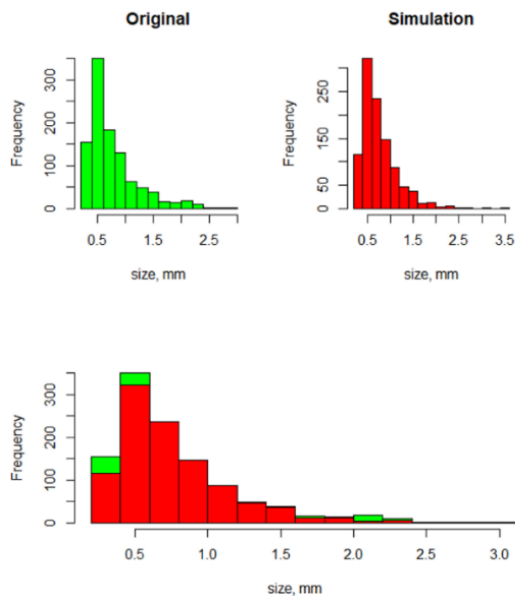 Original
Simulation
Frequency
0 100 300
0.5 1.5 2.5
size, mm
Frequency
0 50 150 250
0.5 1.5 2.5 3.5
size, mm
Frequency
0 100 200 300
0.5 1.0 1.5 2.0 2.5 3.0
size, mm